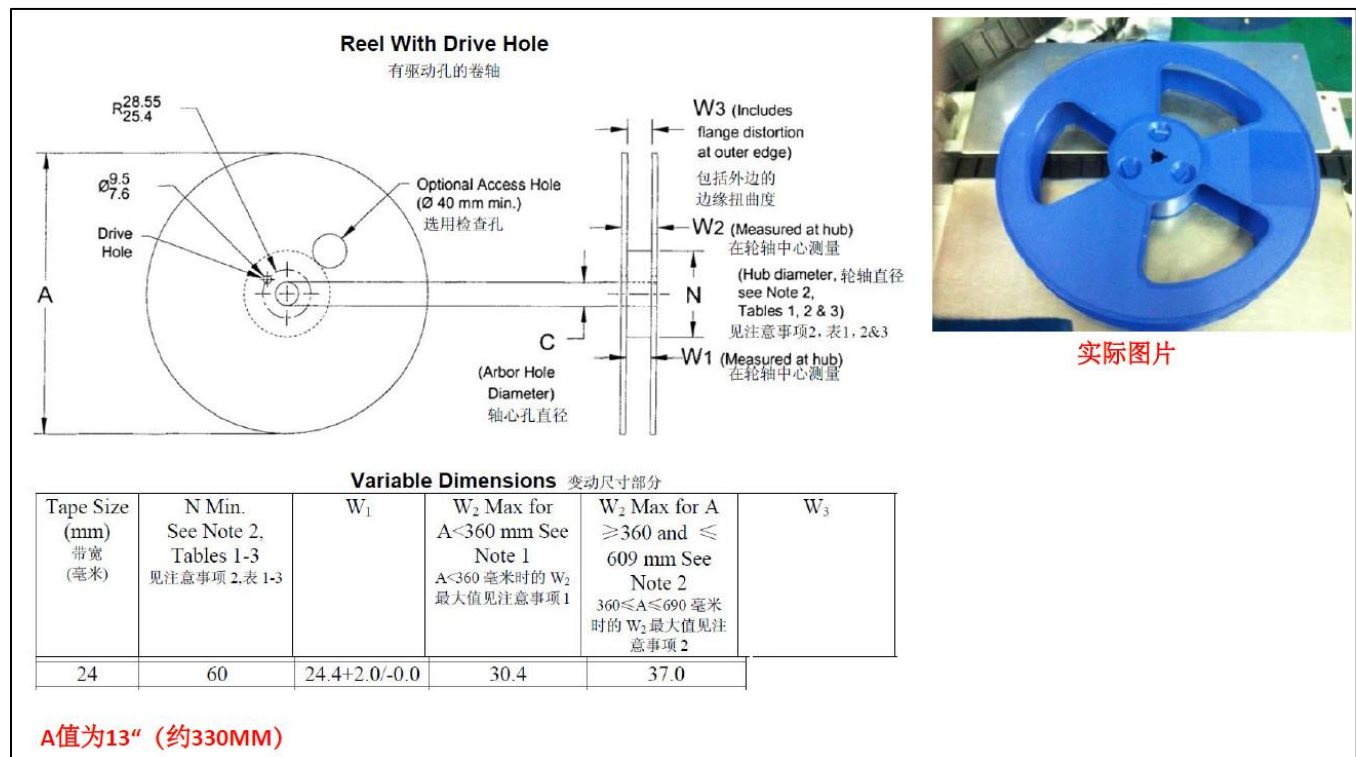 Reel With Drive Hole
有驱动孔的卷轴
R28.55
25.4
Ø9.5
7.6
Drive
Hole
A
Optional Access Hole
(Ø 40 mm min.)
选用检查孔
C
(Arbor Hole
Diameter)
轴心孔直径
W3 (Includes
flange distortion
at outer edge)
包括外边的
边缘扭曲度
W2 (Measured at hub)
在轮轴中心测量
N
(Hub diameter, 轮轴直径
see Note 2,
Tables 1, 2 & 3)
见注意事项2, 表1, 2&3
W1 (Measured at hub)
在轮轴中心测量
实际图片
Variable Dimensions 变动尺寸部分
Tape Size
(mm)
带宽
(毫米)
N Min.
See Note 2,
Tables 1-3
见注意事项 2,表 1-3
W₁
W₂ Max for
A<360 mm See
Note 1
A<360 毫米时的 W₂
最大值见注意事项 1
W₂ Max for A
≥360 and ≤
609 mm See
Note 2
360≤A≤690 毫米
时的 W₂ 最大值见注
意事项 2
W₃
24 60 24.4+2.0/-0.0 30.4 37.0
A值为13“（约330MM）